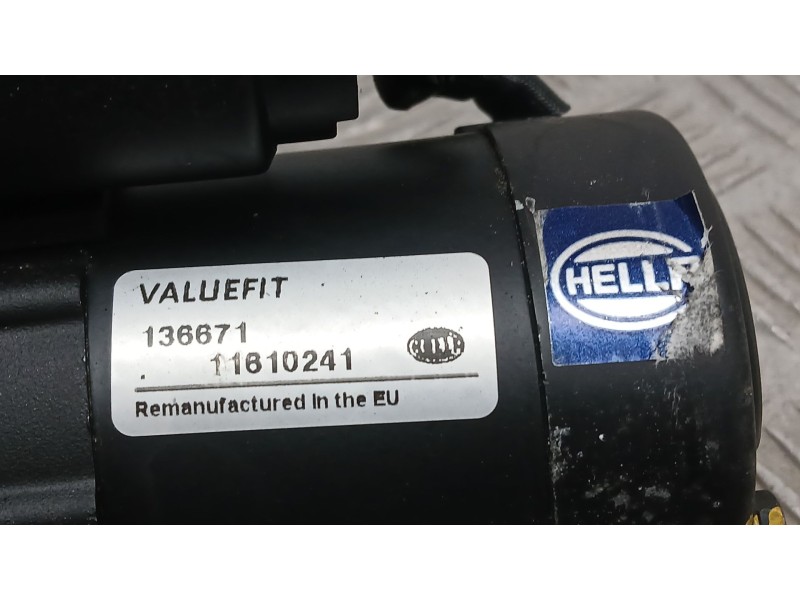 VALUEFIT
136671
. 11610241
Remanufactured in the EU
HELLA